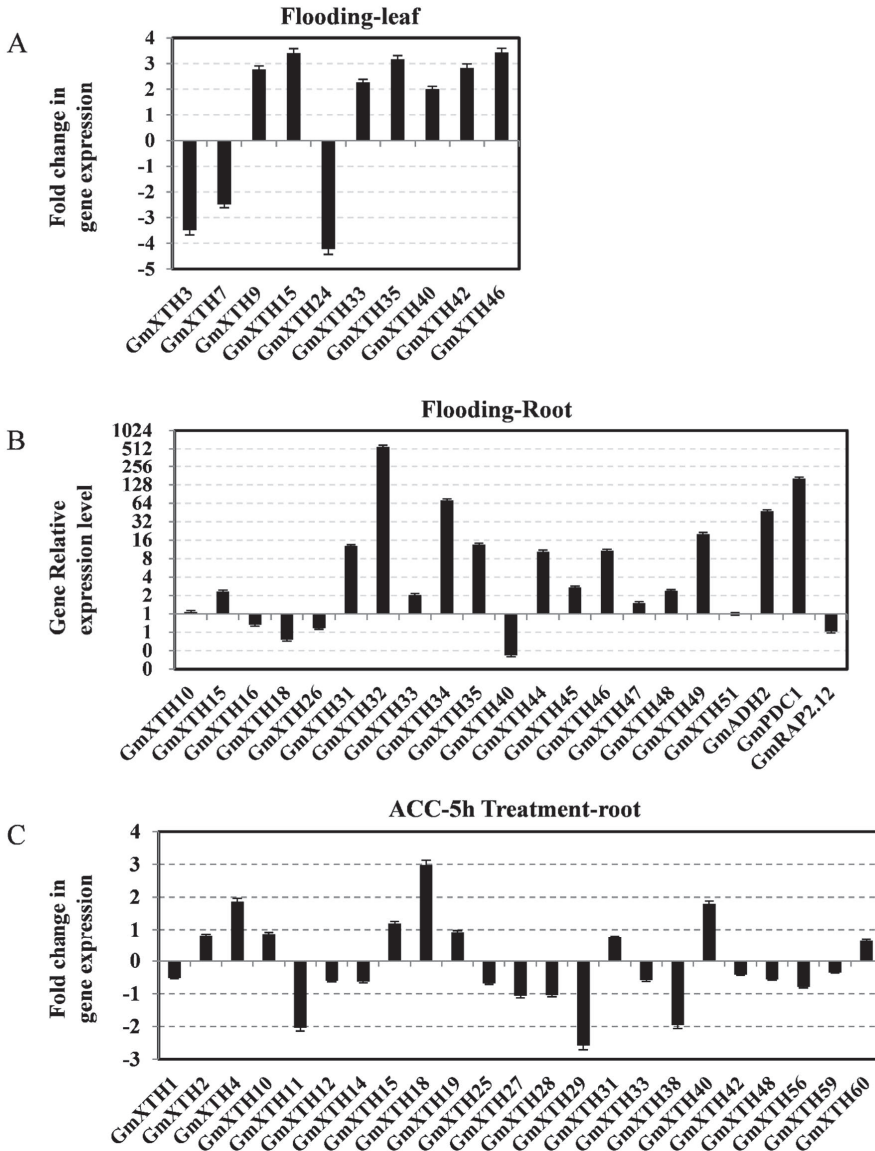 A
Flooding-leaf
Fold change in
gene expression
4
3
2
1
0
-1
-2
-3
-4
-5
GmXTH3
GmXTH7
GmXTH9
GmXTH15
GmXTH24
GmXTH33
GmXTH35
GmXTH40
GmXTH42
GmXTH46
B
Flooding-Root
Gene Relative
expression level
1024
512
256
128
64
32
16
8
4
2
1
1
0
0
GmXTH10
GmXTH15
GmXTH16
GmXTH18
GmXTH26
GmXTH31
GmXTH32
GmXTH33
GmXTH34
GmXTH35
GmXTH40
GmXTH44
GmXTH45
GmXTH46
GmXTH47
GmXTH48
GmXTH49
GmXTH51
GmADH2
GmPDC1
GmRAP2.12
C
ACC-5h Treatment-root
Fold change in
gene expression
4
3
2
1
0
-1
-2
-3
GmXTH1
GmXTH2
GmXTH4
GmXTH10
GmXTH11
GmXTH12
GmXTH14
GmXTH15
GmXTH18
GmXTH19
GmXTH25
GmXTH27
GmXTH28
GmXTH29
GmXTH31
GmXTH33
GmXTH38
GmXTH40
GmXTH42
GmXTH48
GmXTH56
GmXTH59
GmXTH60